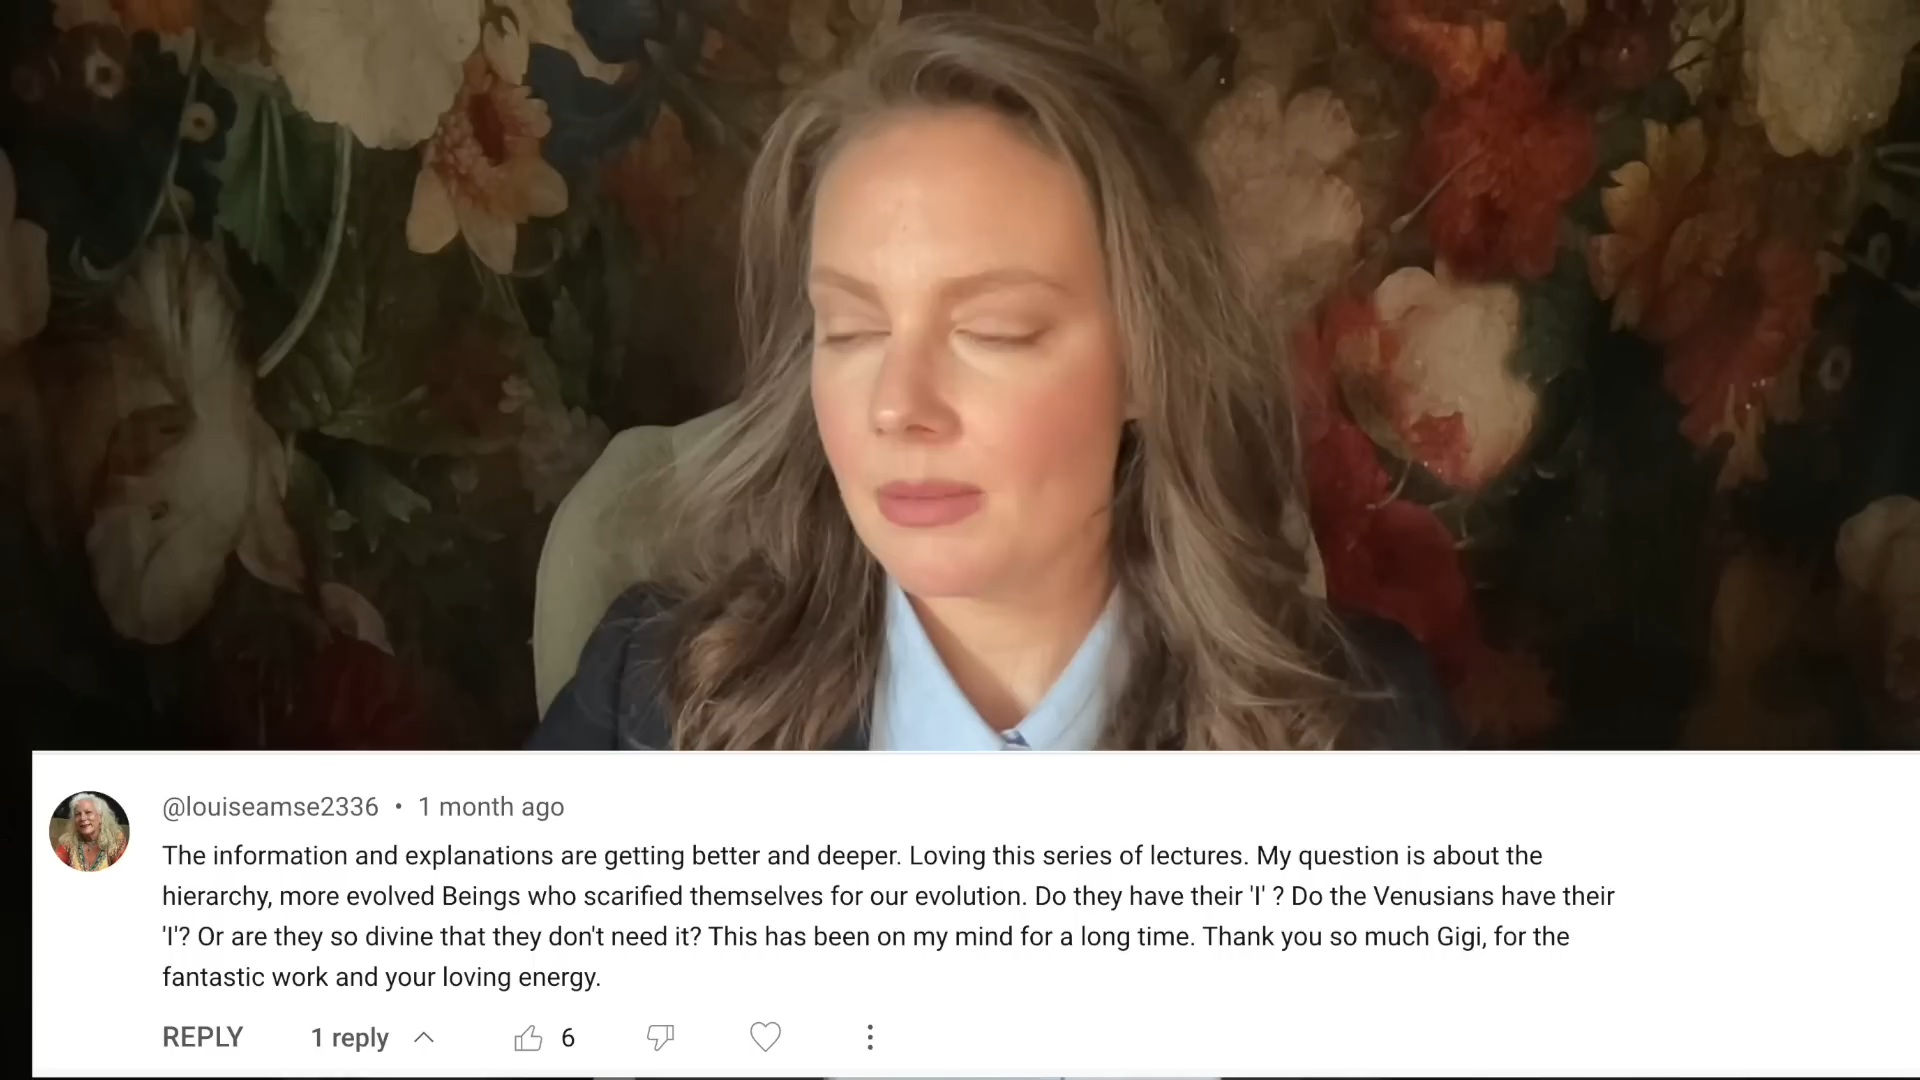 @louiseamse2336 • 1 month ago
The information and explanations are getting better and deeper. Loving this series of lectures. My question is about the
hierarchy, more evolved Beings who scarified themselves for our evolution. Do they have their 'I' ? Do the Venusians have their
'I'? Or are they so divine that they don't need it? This has been on my mind for a long time. Thank you so much Gigi, for the
fantastic work and your loving energy.
REPLY 1 reply 6